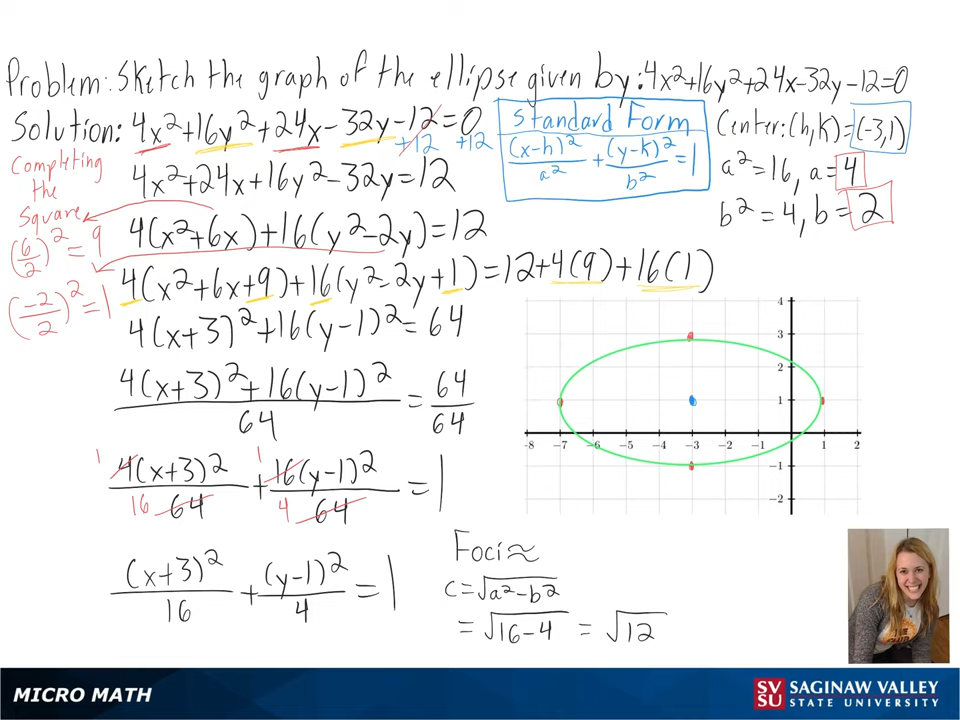 Problem: Sketch the graph of the ellipse given by: 4x²+16y²+24x-32y-12=0
Solution: 4x²+16y²+24x-32y-12=0
+12 +12
4x²+24x+16y²-32y=12
4(x²+6x)+16(y²-2y)=12
4(x²+6x+9)+16(y²-2y+1)=12+4(9)+16(1)
4(x+3)²+16(y-1)²=64
4(x+3)²+16(y-1)²/64 = 64/64
1 4(x+3)²/16 64 + 1 16(y-1)²/4 64 = 1
(x+3)²/16 + (y-1)²/4 = 1
Completing
the
Square
(6/2)²=9
(-2/2)²=1
Standard Form
(x-h)²/a² + (y-k)²/b² = 1
Center: (h,k)=(-3,1)
a²=16, a=4
b²=4, b=2
4
3
2
1
-8 -7 -6 -5 -4 -3 -2 -1 1 2
-1
-2
Foci≈
c=√a²-b²
=√16-4 = √12
MICRO MATH
SV
SU
SAGINAW VALLEY
STATE UNIVERSITY